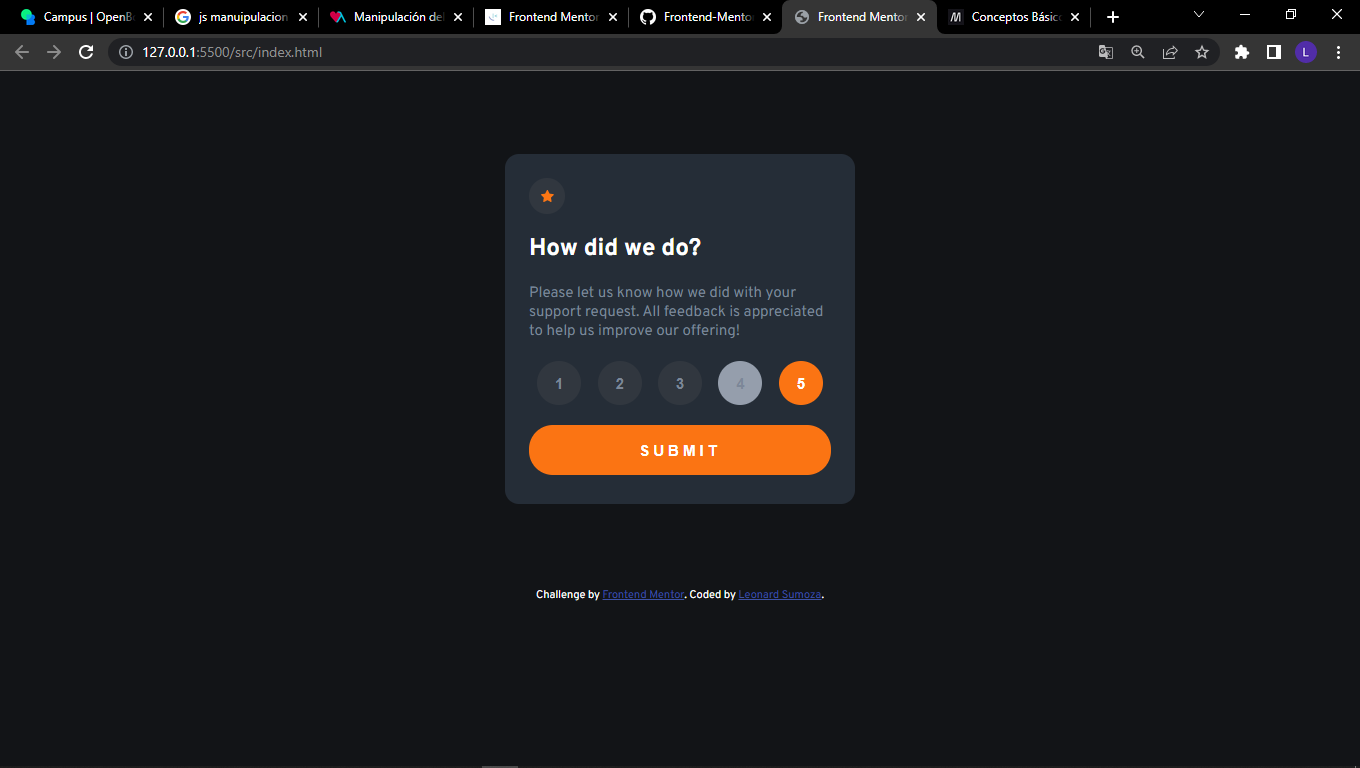 Campus | OpenB
js manuipulacion
Manipulación del
Frontend Mentor
Frontend-Mento
Frontend Mentor
Conceptos Básico
127.0.0.1:5500/src/index.html
L
How did we do?
Please let us know how we did with your
support request. All feedback is appreciated
to help us improve our offering!
1 2 3 4 5
SUBMIT
Challenge by Frontend Mentor. Coded by Leonard Sumoza.